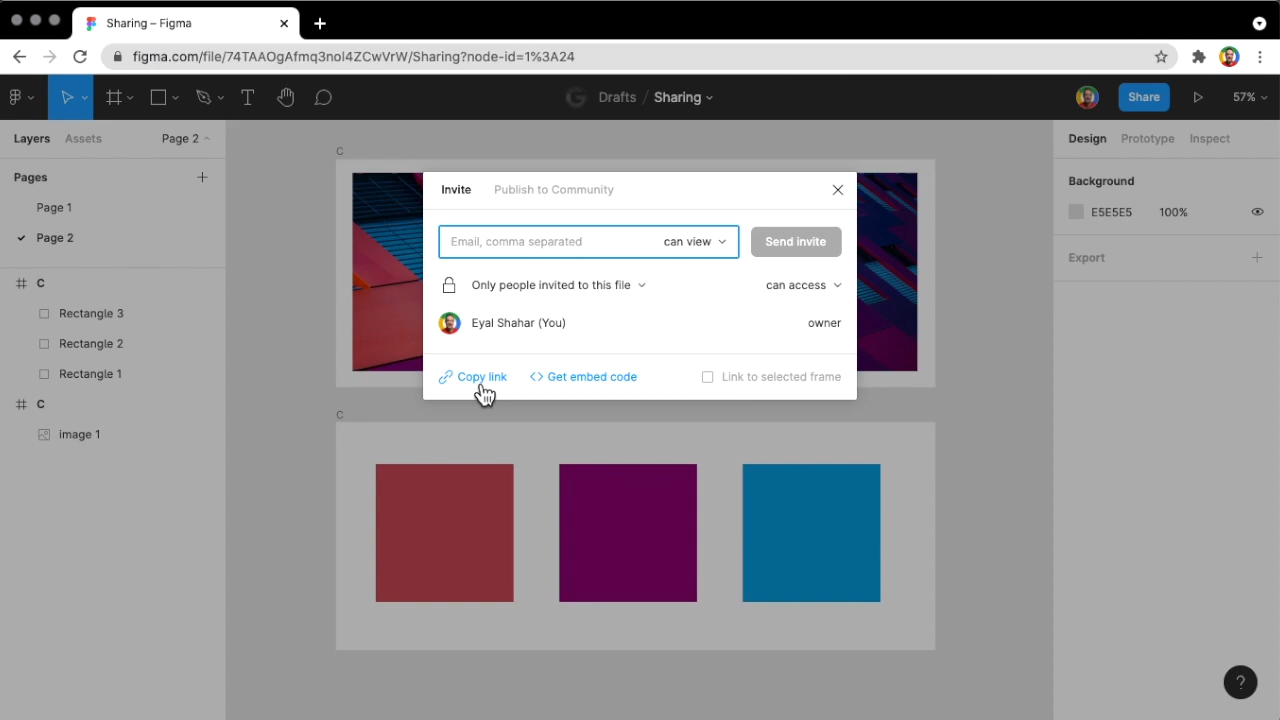 Sharing – Figma
figma.com/file/74TAAOgAfmq3nol4ZCwVrW/Sharing?node-id=1%3A24
Drafts / Sharing
Share
57%
Layers
Assets
Page 2
Design
Prototype
Inspect
Pages
Page 1
Page 2
C
Rectangle 3
Rectangle 2
Rectangle 1
C
image 1
C
C
Invite
Publish to Community
Email, comma separated
can view
Send invite
Only people invited to this file
can access
Eyal Shahar (You)
owner
Copy link
Get embed code
Link to selected frame
Background
E5E5E5
100%
Export
?